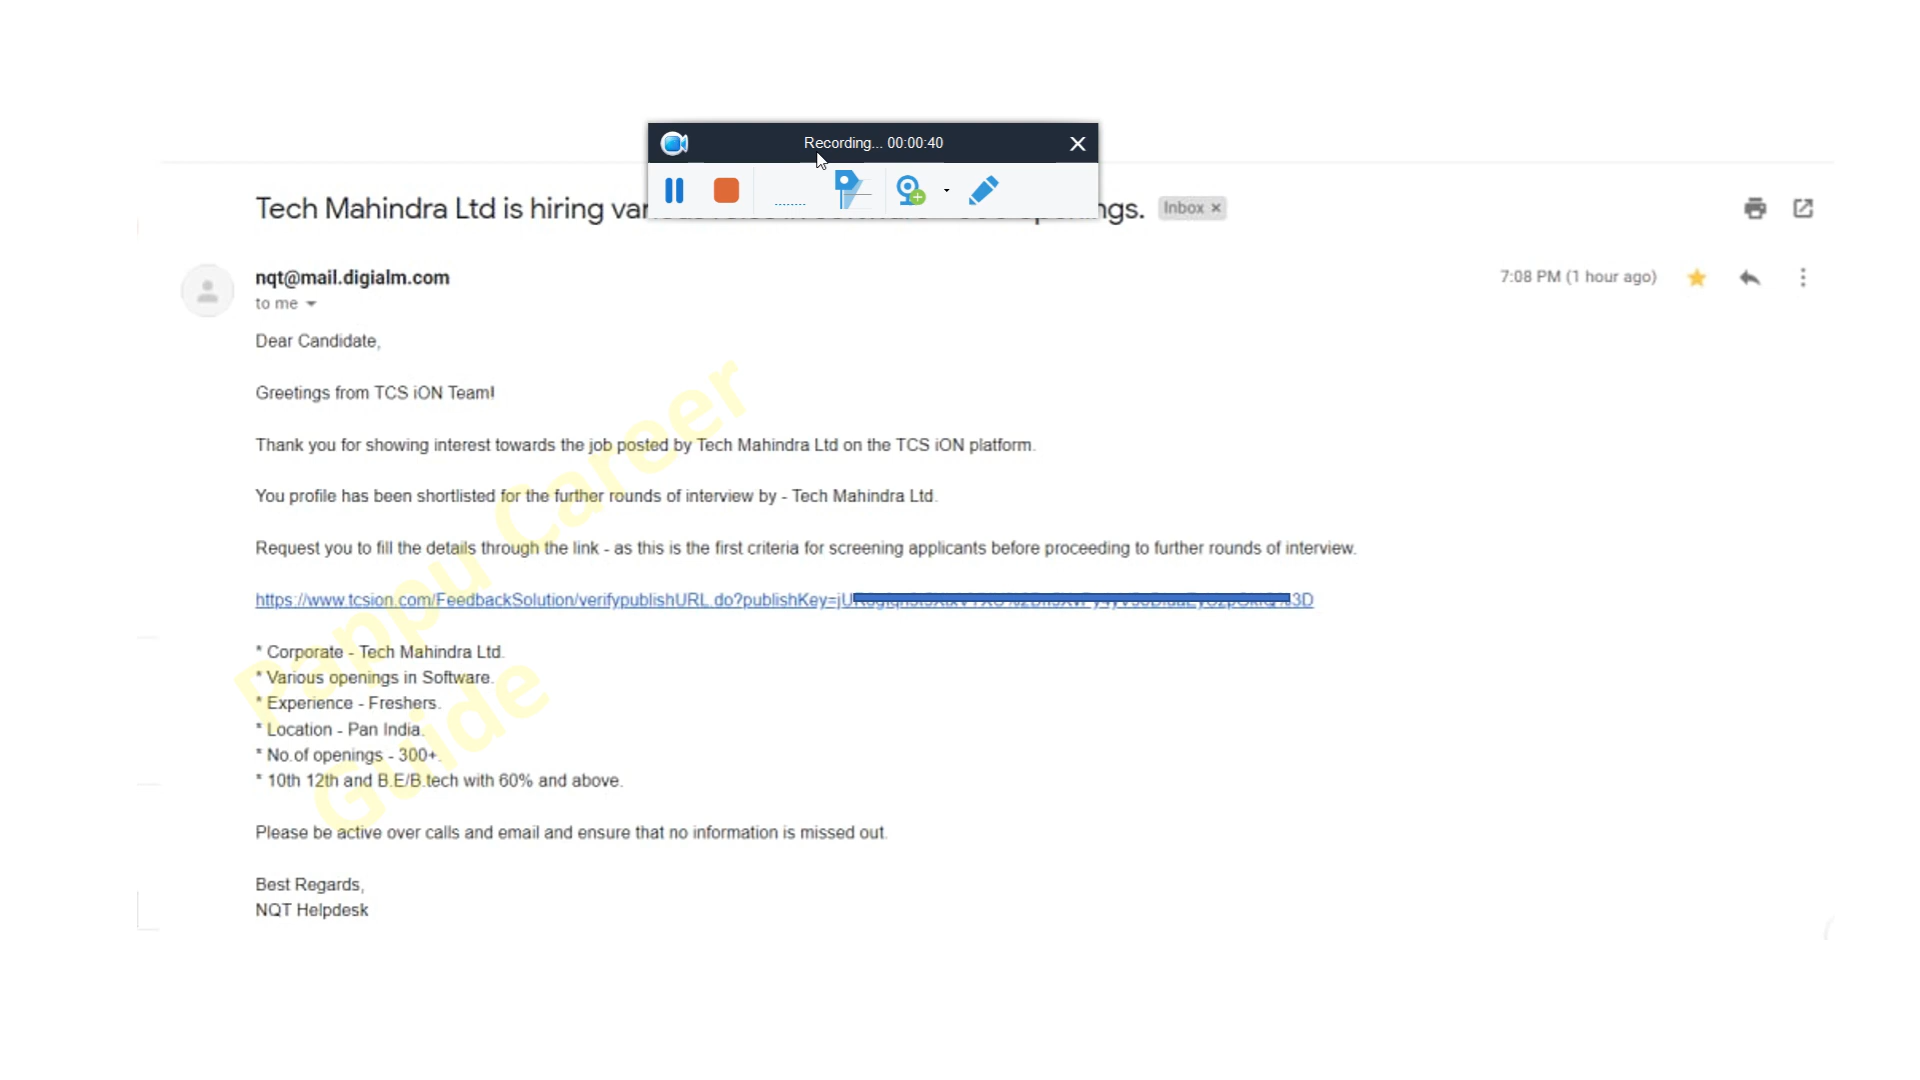 Recording... 00:00:40
Tech Mahindra Ltd is hiring openings. Inbox ×
nqt@mail.digialm.com
7:08 PM (1 hour ago)
to me
Dear Candidate,
Greetings from TCS iON Team!
Thank you for showing interest towards the job posted by Tech Mahindra Ltd on the TCS iON platform.
You profile has been shortlisted for the further rounds of interview by - Tech Mahindra Ltd.
Request you to fill the details through the link - as this is the first criteria for screening applicants before proceeding to further rounds of interview.
https://www.tcsion.com/FeedbackSolution/verifypublishURL.do?publishKey=jU
* Corporate - Tech Mahindra Ltd.
* Various openings in Software.
* Experience - Freshers.
* Location - Pan India.
* No.of openings - 300+.
* 10th 12th and B.E/B.tech with 60% and above.
Please be active over calls and email and ensure that no information is missed out.
Best Regards,
NQT Helpdesk
Pappu Career
Guide